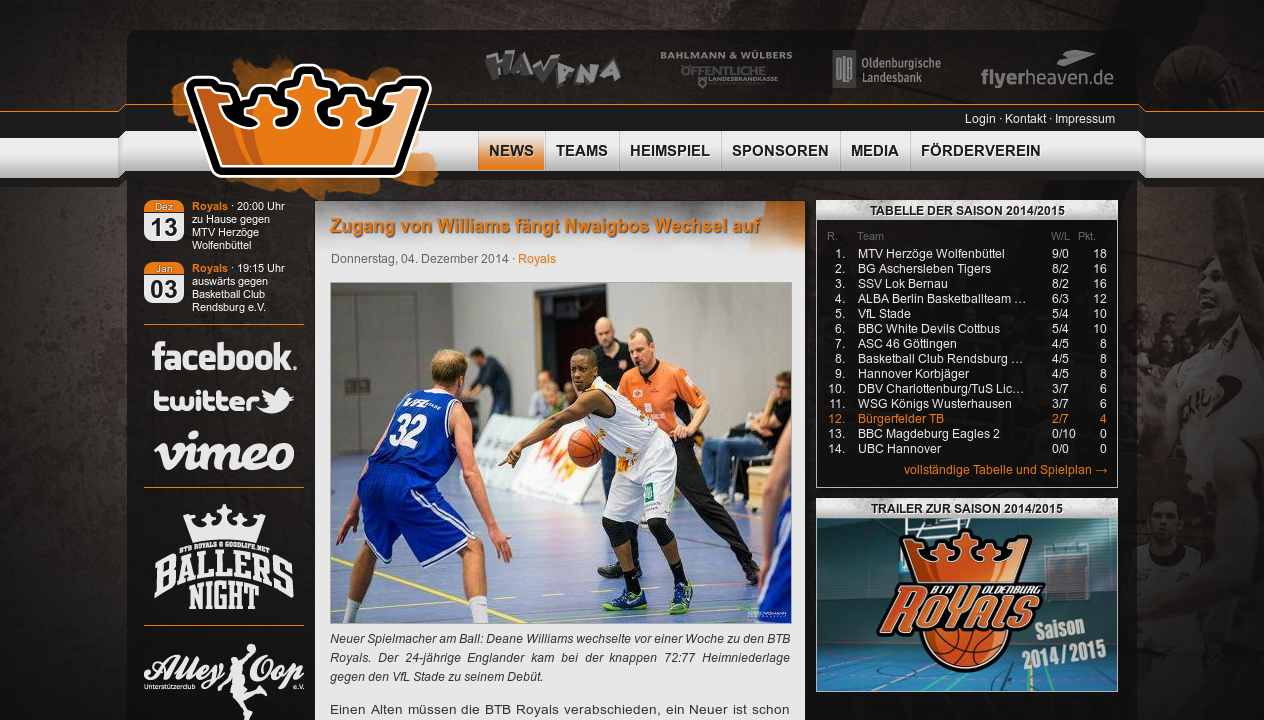 HAVANA
BAHLMANN & WÜLBERS
ÖFFENTLICHE
LANDESBRANDKASSE
Oldenburgische
Landesbank
flyerheaven.de
Login · Kontakt · Impressum
NEWS TEAMS HEIMSPIEL SPONSOREN MEDIA FÖRDERVEREIN
Dez
13
Royals · 20:00 Uhr
zu Hause gegen
MTV Herzöge
Wolfenbüttel
Jan
03
Royals · 19:15 Uhr
auswärts gegen
Basketball Club
Rendsburg e.V.
facebook.
twitter
vimeo
BTB ROYALS & GOODLIFE.NET
BALLERS
NIGHT
Alley Oop
Unterstützerclub e.V.
Zugang von Williams fängt Nwaigbos Wechsel auf
Donnerstag, 04. Dezember 2014 · Royals
VfL STADE
32
Neuer Spielmacher am Ball: Deane Williams wechselte vor einer Woche zu den BTB
Royals. Der 24-jährige Englander kam bei der knappen 72:77 Heimniederlage
gegen den VfL Stade zu seinem Debüt.
Einen Alten müssen die BTB Royals verabschieden, ein Neuer ist schon
TABELLE DER SAISON 2014/2015
R. Team W/L Pkt.
1. MTV Herzöge Wolfenbüttel 9/0 18
2. BG Aschersleben Tigers 8/2 16
3. SSV Lok Bernau 8/2 16
4. ALBA Berlin Basketballteam ... 6/3 12
5. VfL Stade 5/4 10
6. BBC White Devils Cottbus 5/4 10
7. ASC 46 Göttingen 4/5 8
8. Basketball Club Rendsburg ... 4/5 8
9. Hannover Korbjäger 4/5 8
10. DBV Charlottenburg/TuS Lic... 3/7 6
11. WSG Königs Wusterhausen 3/7 6
12. Bürgerfelder TB 2/7 4
13. BBC Magdeburg Eagles 2 0/10 0
14. UBC Hannover 0/0 0
vollständige Tabelle und Spielplan →
TRAILER ZUR SAISON 2014/2015
BTB OLDENBURG
ROYALS
Saison
2014 / 2015